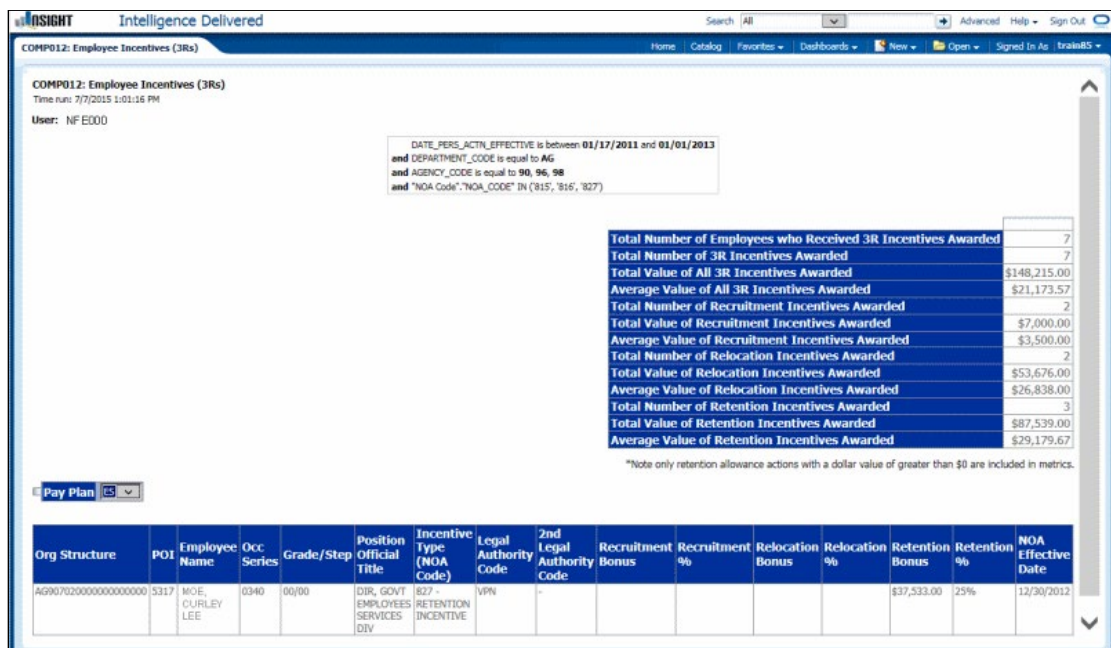 INSIGHT Intelligence Delivered Search All Advanced Help Sign Out
COMP012: Employee Incentives (3Rs) Home Catalog Favorites Dashboards New Open Signed In As train85
COMP012: Employee Incentives (3Rs)
Time run: 7/7/2015 1:01:16 PM
User: NFE000
DATE_PERS_ACTN_EFFECTIVE is between 01/17/2011 and 01/01/2013
and DEPARTMENT_CODE is equal to AG
and AGENCY_CODE is equal to 90, 96, 98
and "NOA Code"."NOA_CODE" IN ('815', '816', '827')
Total Number of Employees who Received 3R Incentives Awarded 7
Total Number of 3R Incentives Awarded 7
Total Value of All 3R Incentives Awarded $148,215.00
Average Value of All 3R Incentives Awarded $21,173.57
Total Number of Recruitment Incentives Awarded 2
Total Value of Recruitment Incentives Awarded $7,000.00
Average Value of Recruitment Incentives Awarded $3,500.00
Total Number of Relocation Incentives Awarded 2
Total Value of Relocation Incentives Awarded $53,676.00
Average Value of Relocation Incentives Awarded $26,838.00
Total Number of Retention Incentives Awarded 3
Total Value of Retention Incentives Awarded $87,539.00
Average Value of Retention Incentives Awarded $29,179.67
*Note only retention allowance actions with a dollar value of greater than $0 are included in metrics.
Pay Plan ES
Org Structure POI Employee Name Occ Series Grade/Step Position Official Title Incentive Type (NOA Code) Legal Authority Code 2nd Legal Authority Code Recruitment Bonus Recruitment % Relocation Bonus Relocation % Retention Bonus Retention % NOA Effective Date
AG907020000000000000 5317 MOE, CURLEY LEE 0340 00/00 DIR, GOVT EMPLOYEES SERVICES DIV 827 - RETENTION INCENTIVE VPN - $37,533.00 25% 12/30/2012